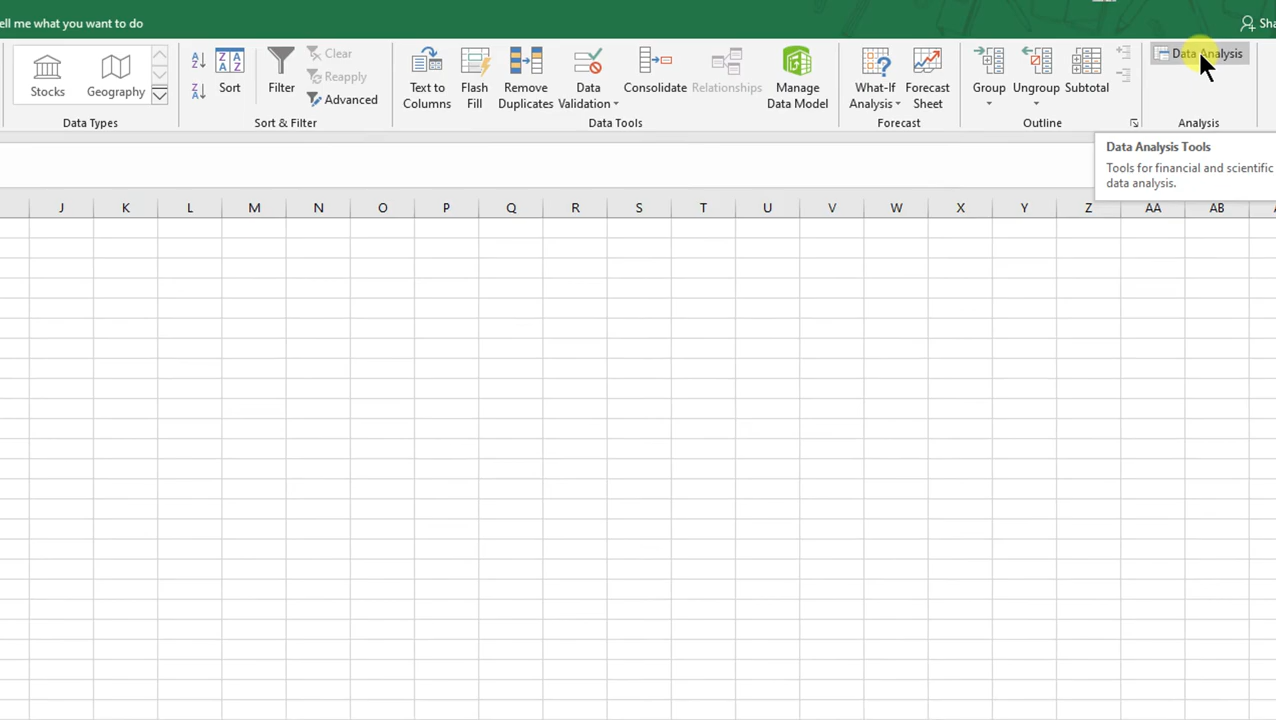 ell me what you want to do
Sha
Stocks
Geography
Sort
Filter
Clear
Reapply
Advanced
Text to
Columns
Flash
Fill
Remove
Duplicates
Data
Validation
Consolidate
Relationships
Manage
Data Model
What-If
Analysis
Forecast
Sheet
Group
Ungroup
Subtotal
Data Analysis
Data Types
Sort & Filter
Data Tools
Forecast
Outline
Analysis
Data Analysis Tools
Tools for financial and scientific
data analysis.
J K L M N O P Q R S T U V W X Y Z AA AB